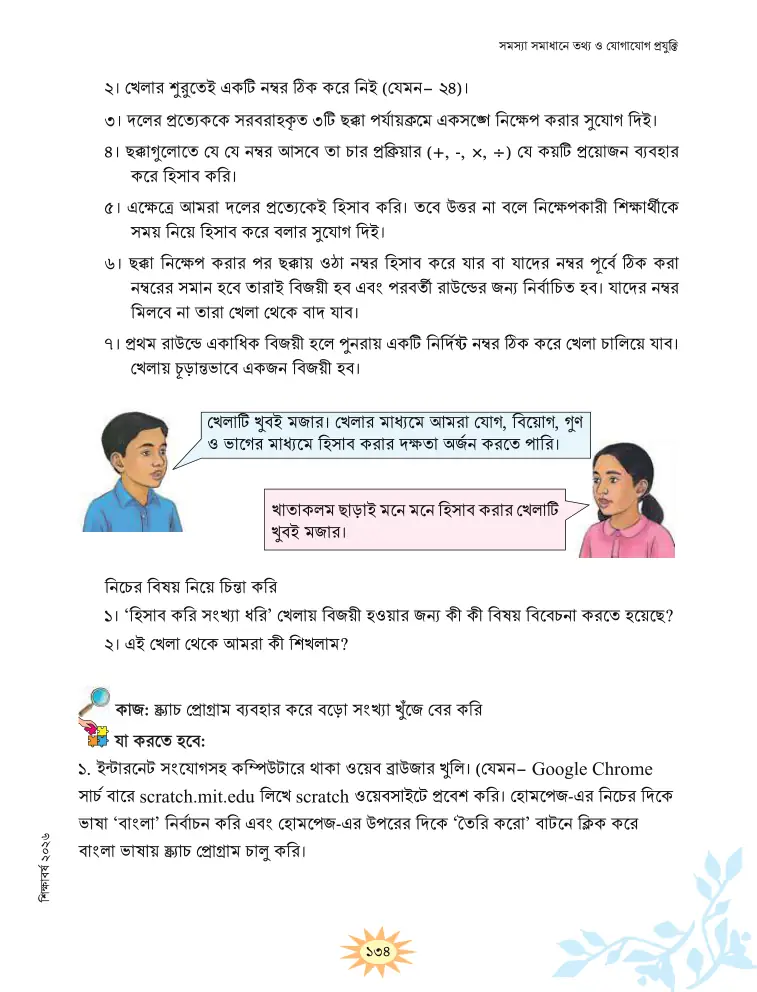 সমস্যা সমাধানে তথ্য ও যোগাযোগ প্রযুক্তি
২। খেলার শুরুতেই একটি নম্বর ঠিক করে নিই (যেমন– ২৪)।
৩। দলের প্রত্যেককে সরবরাহকৃত ৩টি ছক্কা পর্যায়ক্রমে একসঙ্গে নিক্ষেপ করার সুযোগ দিই।
৪। ছক্কাগুলোতে যে যে নম্বর আসবে তা চার প্রক্রিয়ার (+, -, ×, ÷) যে কয়টি প্রয়োজন ব্যবহার
করে হিসাব করি।
৫। এক্ষেত্রে আমরা দলের প্রত্যেকেই হিসাব করি। তবে উত্তর না বলে নিক্ষেপকারী শিক্ষার্থীকে
সময় নিয়ে হিসাব করে বলার সুযোগ দিই।
৬। ছক্কা নিক্ষেপ করার পর ছক্কায় ওঠা নম্বর হিসাব করে যার বা যাদের নম্বর পূর্বে ঠিক করা
নম্বরের সমান হবে তারাই বিজয়ী হব এবং পরবর্তী রাউন্ডের জন্য নির্বাচিত হব। যাদের নম্বর
মিলবে না তারা খেলা থেকে বাদ যাব।
৭। প্রথম রাউন্ডে একাধিক বিজয়ী হলে পুনরায় একটি নির্দিষ্ট নম্বর ঠিক করে খেলা চালিয়ে যাব।
খেলায় চূড়ান্তভাবে একজন বিজয়ী হব।
খেলাটি খুবই মজার। খেলার মাধ্যমে আমরা যোগ, বিয়োগ, গুণ
ও ভাগের মাধ্যমে হিসাব করার দক্ষতা অর্জন করতে পারি।
খাতাকলম ছাড়াই মনে মনে হিসাব করার খেলাটি
খুবই মজার।
নিচের বিষয় নিয়ে চিন্তা করি
১। ‘হিসাব করি সংখ্যা ধরি’ খেলায় বিজয়ী হওয়ার জন্য কী কী বিষয় বিবেচনা করতে হয়েছে?
২। এই খেলা থেকে আমরা কী শিখলাম?
কাজ: স্ক্র্যাচ প্রোগ্রাম ব্যবহার করে বড়ো সংখ্যা খুঁজে বের করি
যা করতে হবে:
১. ইন্টারনেট সংযোগসহ কম্পিউটারে থাকা ওয়েব ব্রাউজার খুলি। (যেমন– Google Chrome
সার্চ বারে scratch.mit.edu লিখে scratch ওয়েবসাইটে প্রবেশ করি। হোমপেজ-এর নিচের দিকে
ভাষা ‘বাংলা’ নির্বাচন করি এবং হোমপেজ-এর উপরের দিকে ‘তৈরি করো’ বাটনে ক্লিক করে
বাংলা ভাষায় স্ক্র্যাচ প্রোগ্রাম চালু করি।
শিক্ষাবর্ষ ২০২৬
১৩৪